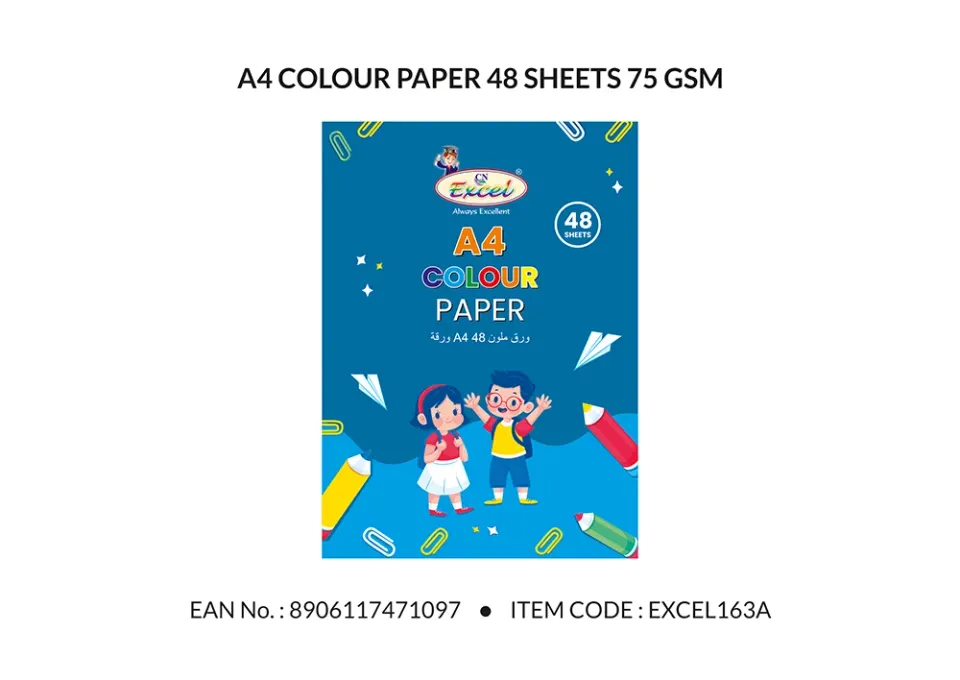 A4 COLOUR PAPER 48 SHEETS 75 GSM
CN
Excel
®
Always Excellent
48
SHEETS
A4
COLOUR
PAPER
ورق ملون A4 48 ورقة
EAN No. : 8906117471097 ● ITEM CODE : EXCEL163A